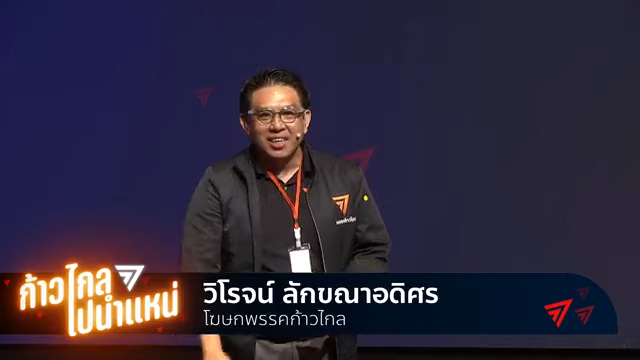 ก้าวไกล
ไปนำแหน่
วิโรจน์ ลักขณาอดิศร
โฆษกพรรคก้าวไกล